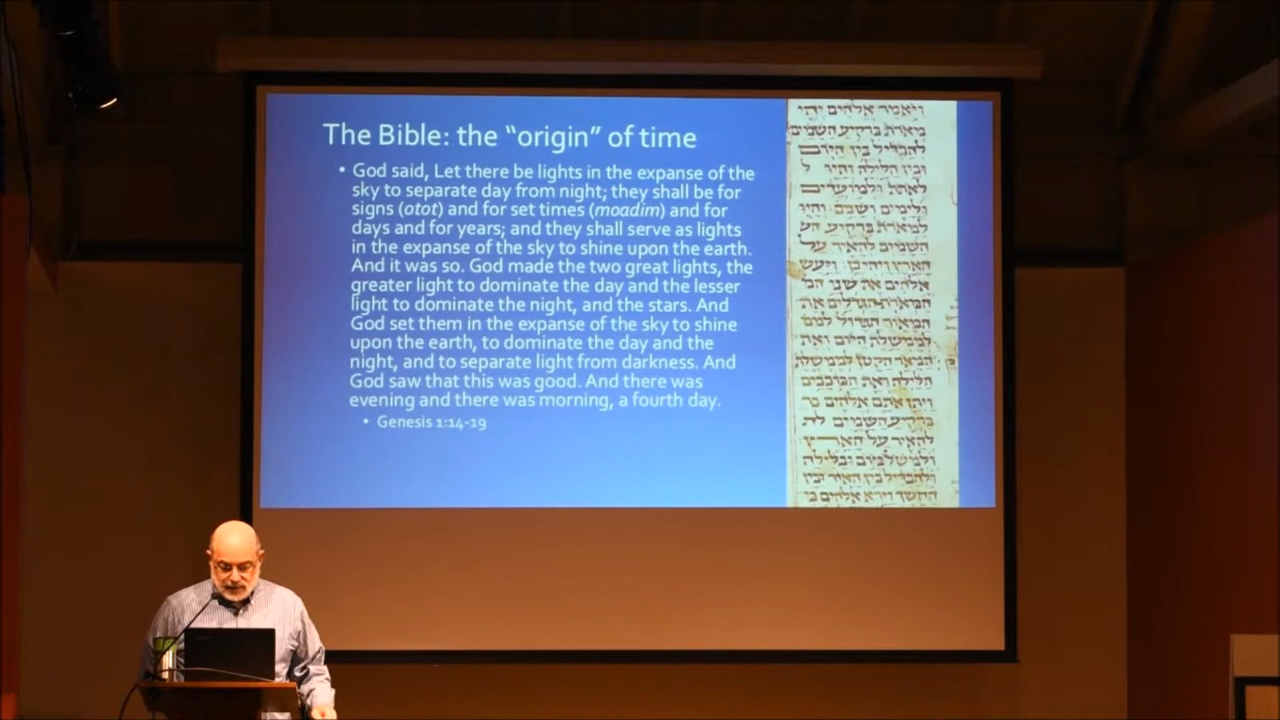 The Bible: the “origin” of time
• God said, Let there be lights in the expanse of the
sky to separate day from night; they shall be for
signs (otot) and for set times (moadim) and for
days and for years; and they shall serve as lights
in the expanse of the sky to shine upon the earth.
And it was so. God made the two great lights, the
greater light to dominate the day and the lesser
light to dominate the night, and the stars. And
God set them in the expanse of the sky to shine
upon the earth, to dominate the day and the
night, and to separate light from darkness. And
God saw that this was good. And there was
evening and there was morning, a fourth day.
• Genesis 1:14-19
ויאמר אלהים יהי
מארת ברקיע השמים
להבדיל בין היום
ובין הלילה והיו ל
לאתת ולמועדים
ולימים ושנים והיו
למארת ברקיע הש
השמים להאיר על
הארץ ויהי כן ויעש
אלהים את שני המ
המארת הגדלים את
המאור הגדול
לממשלת היום ואת
המאור הקטן לממשלת
הלילה ואת הכוכבים
ויתן אתם אלהים בר
ברקיע השמים
להאיר על הארץ
ולמשל ביום ובלילה
ולהבדיל בין האור ובין
החשך וירא אלהים כי